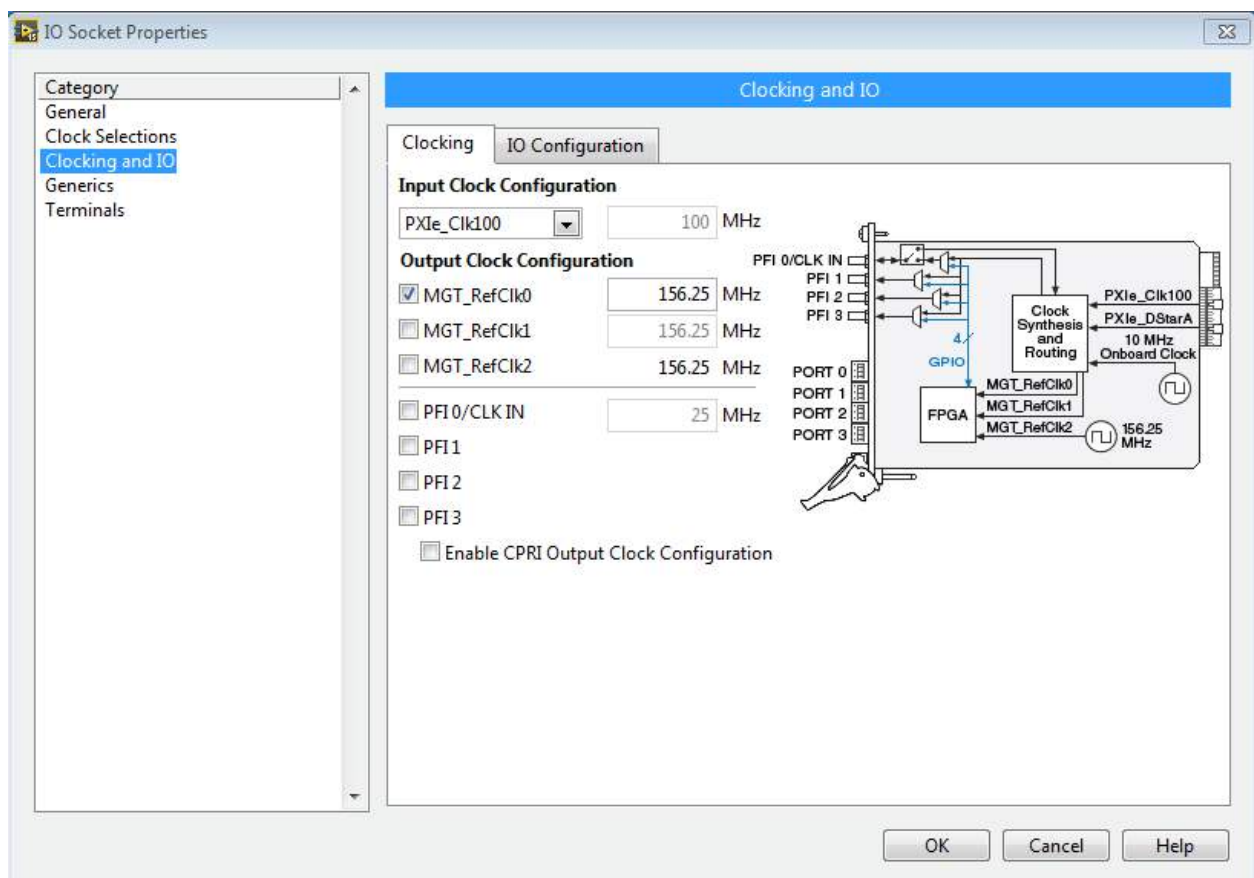 IO Socket Properties
Category
General
Clock Selections
Clocking and IO
Generics
Terminals
Clocking and IO
Clocking
IO Configuration
Input Clock Configuration
PXIe_Clk100
100 MHz
Output Clock Configuration
MGT_RefClk0 156.25 MHz
MGT_RefClk1 156.25 MHz
MGT_RefClk2 156.25 MHz
PFI 0/CLK IN 25 MHz
PFI 1
PFI 2
PFI 3
Enable CPRI Output Clock Configuration
PFI 0/CLK IN
PFI 1
PFI 2
PFI 3
4
GPIO
PORT 0
PORT 1
PORT 2
PORT 3
FPGA
Clock
Synthesis
and
Routing
MGT_RefClk0
MGT_RefClk1
MGT_RefClk2
PXIe_Clk100
PXIe_DStarA
10 MHz
Onboard Clock
156.25
MHz
OK
Cancel
Help